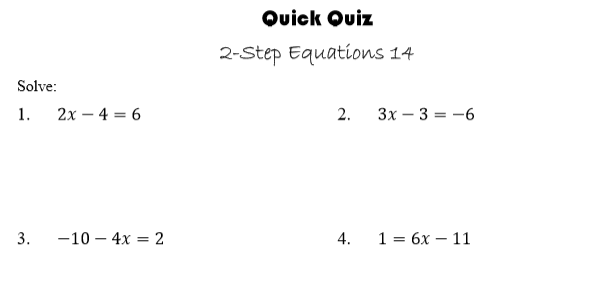 Quick Quiz
2-Step Equations 14
Solve:
1. 2x – 4 = 6 2. 3x – 3 = −6
3. −10 – 4x = 2 4. 1 = 6x – 11